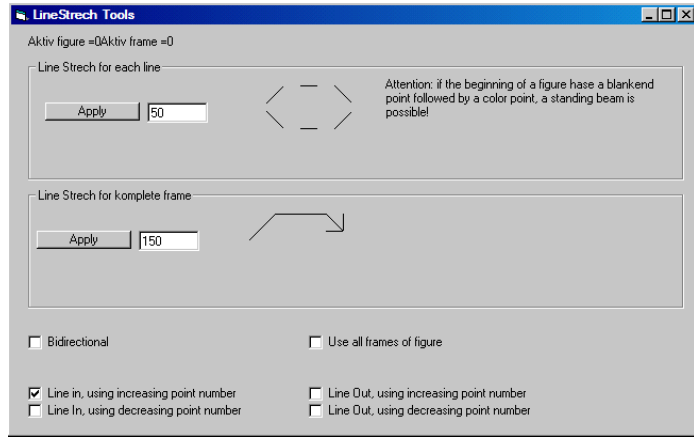 LineStrech Tools
Aktiv figure =0Aktiv frame =0
Line Strech for each line
Apply
50
Attention: if the beginning of a figure hase a blankend
point followed by a color point, a standing beam is
possible!
Line Strech for komplete frame
Apply
150
Bidirectional
Use all frames of figure
Line in, using increasing point number
Line Out, using increasing point number
Line In, using decreasing point number
Line Out, using decreasing point number